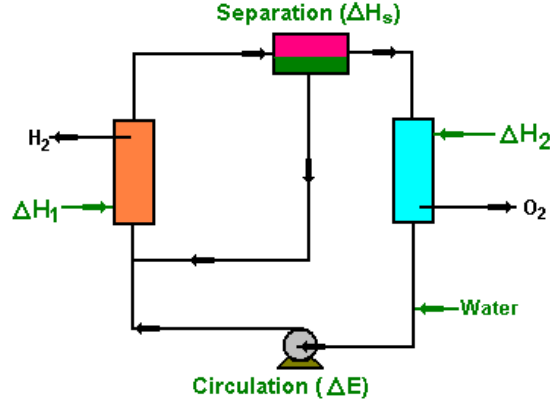 Separation (ΔHₛ)
H₂
ΔH₂
ΔH₁
O₂
Water
Circulation (ΔE)